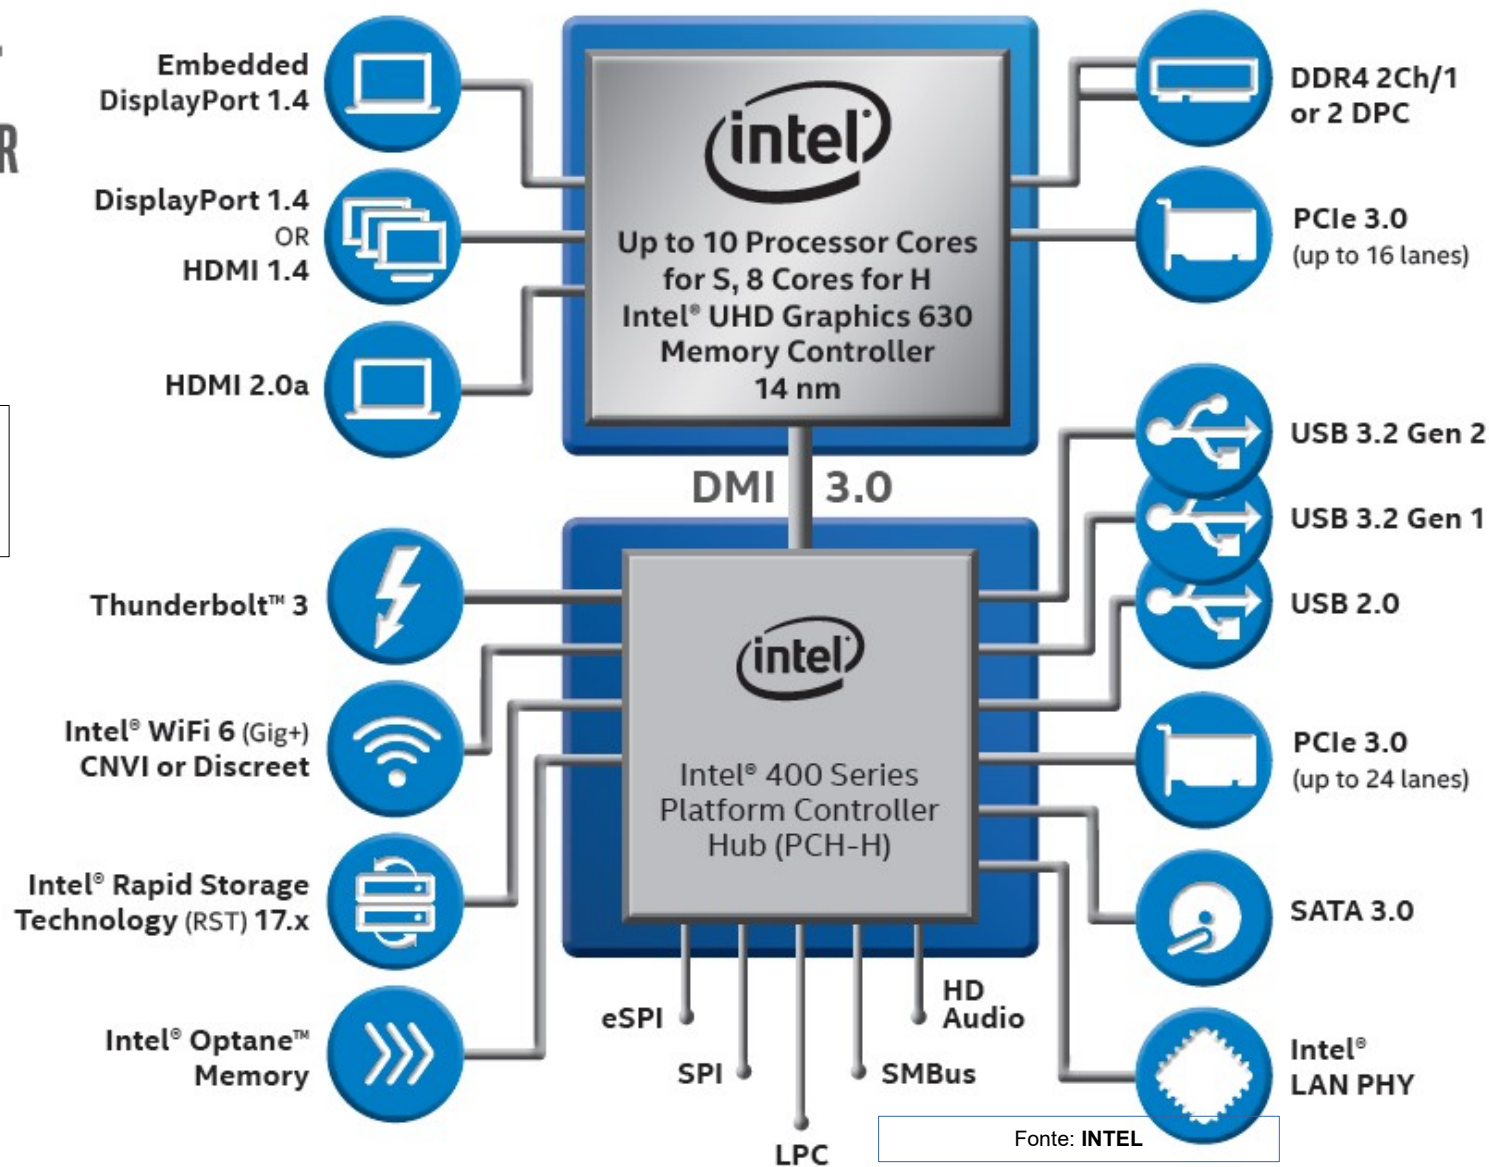 R
Embedded
DisplayPort 1.4
DisplayPort 1.4
OR
HDMI 1.4
HDMI 2.0a
intel®
Up to 10 Processor Cores
for S, 8 Cores for H
Intel® UHD Graphics 630
Memory Controller
14 nm
DDR4 2Ch/1
or 2 DPC
PCIe 3.0
(up to 16 lanes)
DMI 3.0
USB 3.2 Gen 2
USB 3.2 Gen 1
USB 2.0
Thunderbolt™ 3
Intel® WiFi 6 (Gig+)
CNVI or Discreet
Intel® Rapid Storage
Technology (RST) 17.x
Intel® Optane™
Memory
intel®
Intel® 400 Series
Platform Controller
Hub (PCH-H)
PCIe 3.0
(up to 24 lanes)
SATA 3.0
Intel®
LAN PHY
eSPI
SPI
LPC
SMBus
HD
Audio
Fonte: INTEL